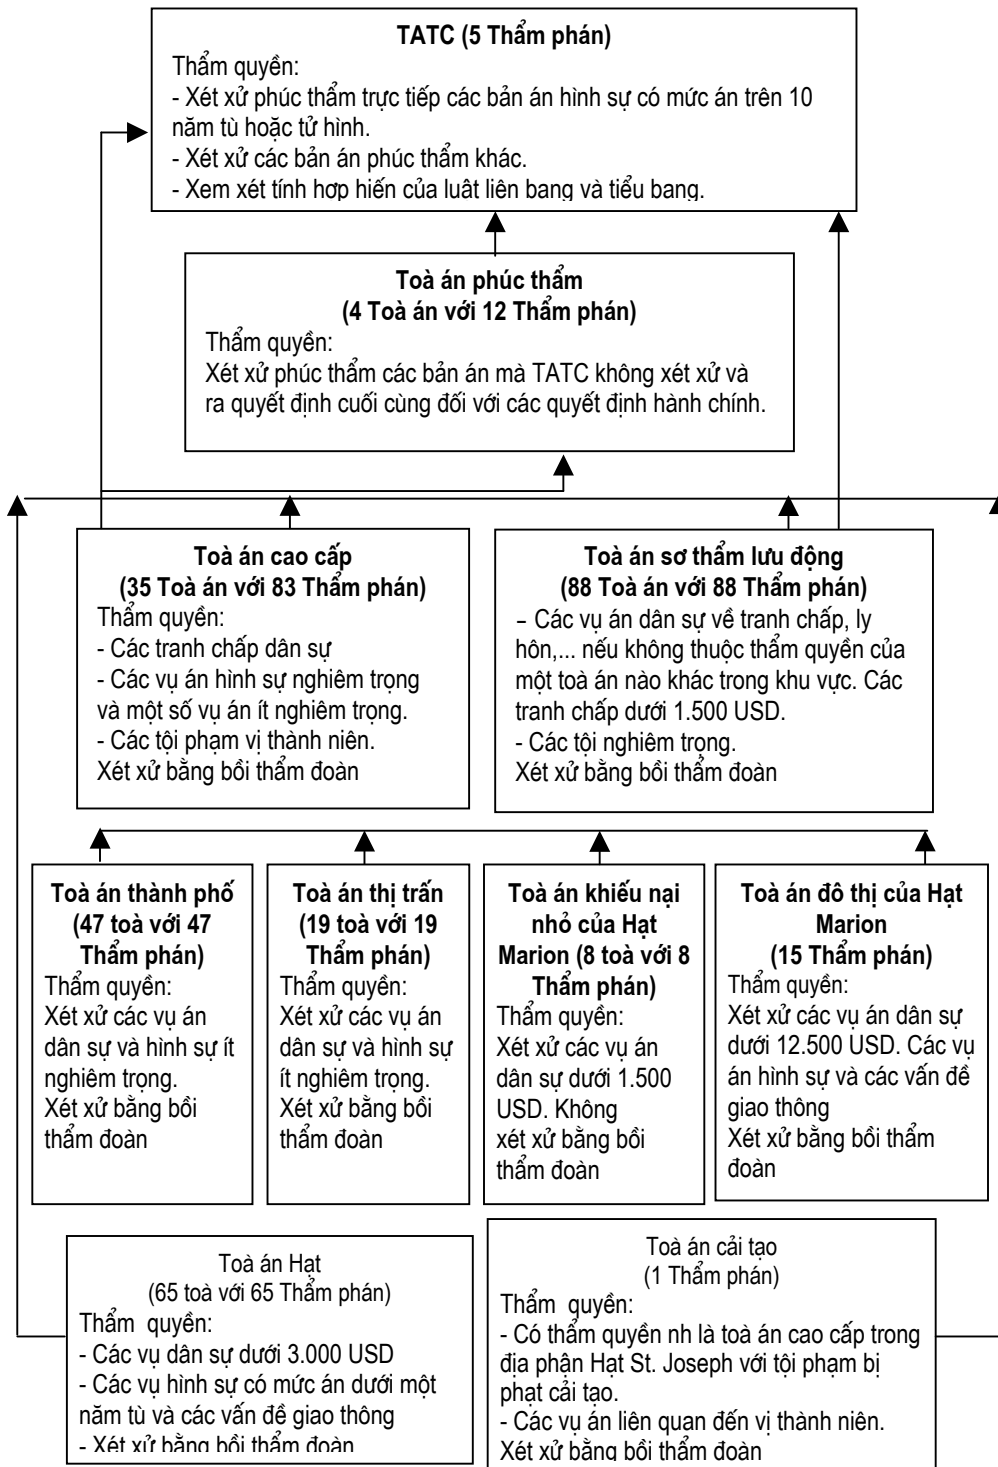 TATC (5 Thẩm phán)
Thẩm quyền:
- Xét xử phúc thẩm trực tiếp các bản án hình sự có mức án trên 10
năm tù hoặc tử hình.
- Xét xử các bản án phúc thẩm khác.
- Xem xét tính hợp hiến của luật liên bang và tiểu bang.
Toà án phúc thẩm
(4 Toà án với 12 Thẩm phán)
Thẩm quyền:
Xét xử phúc thẩm các bản án mà TATC không xét xử và
ra quyết định cuối cùng đối với các quyết định hành chính.
Toà án cao cấp
(35 Toà án với 83 Thẩm phán)
Thẩm quyền:
- Các tranh chấp dân sự
- Các vụ án hình sự nghiêm trọng
và một số vụ án ít nghiêm trọng.
- Các tội phạm vị thành niên.
Xét xử bằng bồi thẩm đoàn
Toà án sơ thẩm lưu động
(88 Toà án với 88 Thẩm phán)
– Các vụ án dân sự về tranh chấp, ly
hôn,... nếu không thuộc thẩm quyền của
một toà án nào khác trong khu vực. Các
tranh chấp dưới 1.500 USD.
- Các tội nghiêm trọng.
Xét xử bằng bồi thẩm đoàn
Toà án thành phố
(47 toà với 47
Thẩm phán)
Thẩm quyền:
Xét xử các vụ án
dân sự và hình sự ít
nghiêm trọng.
Xét xử bằng bồi
thẩm đoàn
Toà án thị trấn
(19 toà với 19
Thẩm phán)
Thẩm quyền:
Xét xử các vụ án
dân sự và hình sự
ít nghiêm trọng.
Xét xử bằng bồi
thẩm đoàn
Toà án khiếu nại
nhỏ của Hạt
Marion (8 toà với 8
Thẩm phán)
Thẩm quyền:
Xét xử các vụ án
dân sự dưới 1.500
USD. Không
xét xử bằng bồi
thẩm đoàn
Toà án đô thị của Hạt
Marion
(15 Thẩm phán)
Thẩm quyền:
Xét xử các vụ án dân sự
dưới 12.500 USD. Các vụ
án hình sự và các vấn đề
giao thông
Xét xử bằng bồi thẩm
đoàn
Toà án Hạt
(65 toà với 65 Thẩm phán)
Thẩm quyền:
- Các vụ dân sự dưới 3.000 USD
- Các vụ hình sự có mức án dưới một
năm tù và các vấn đề giao thông
- Xét xử bằng bồi thẩm đoàn
Toà án cải tạo
(1 Thẩm phán)
Thẩm quyền:
- Có thẩm quyền nh là toà án cao cấp trong
địa phận Hạt St. Joseph với tội phạm bị
phạt cải tạo.
- Các vụ án liên quan đến vị thành niên.
Xét xử bằng bồi thẩm đoàn